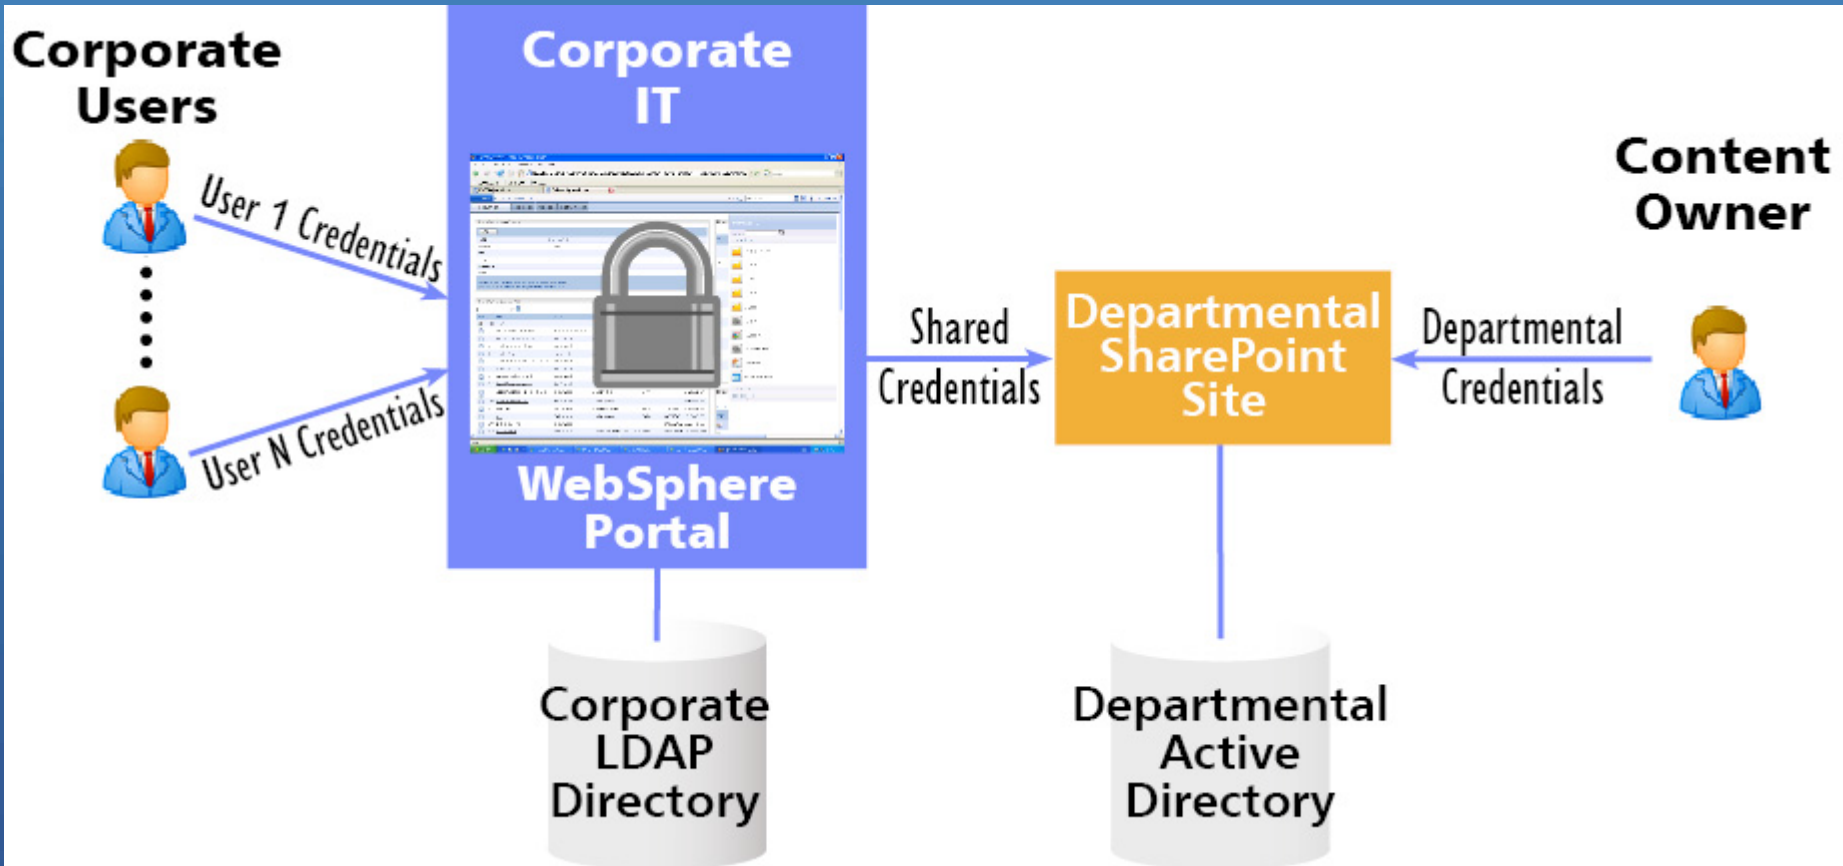 Corporate
Users
User 1 Credentials
User N Credentials
Corporate
IT
WebSphere
Portal
Corporate
LDAP
Directory
Shared
Credentials
Departmental
SharePoint
Site
Departmental
Active
Directory
Departmental
Credentials
Content
Owner